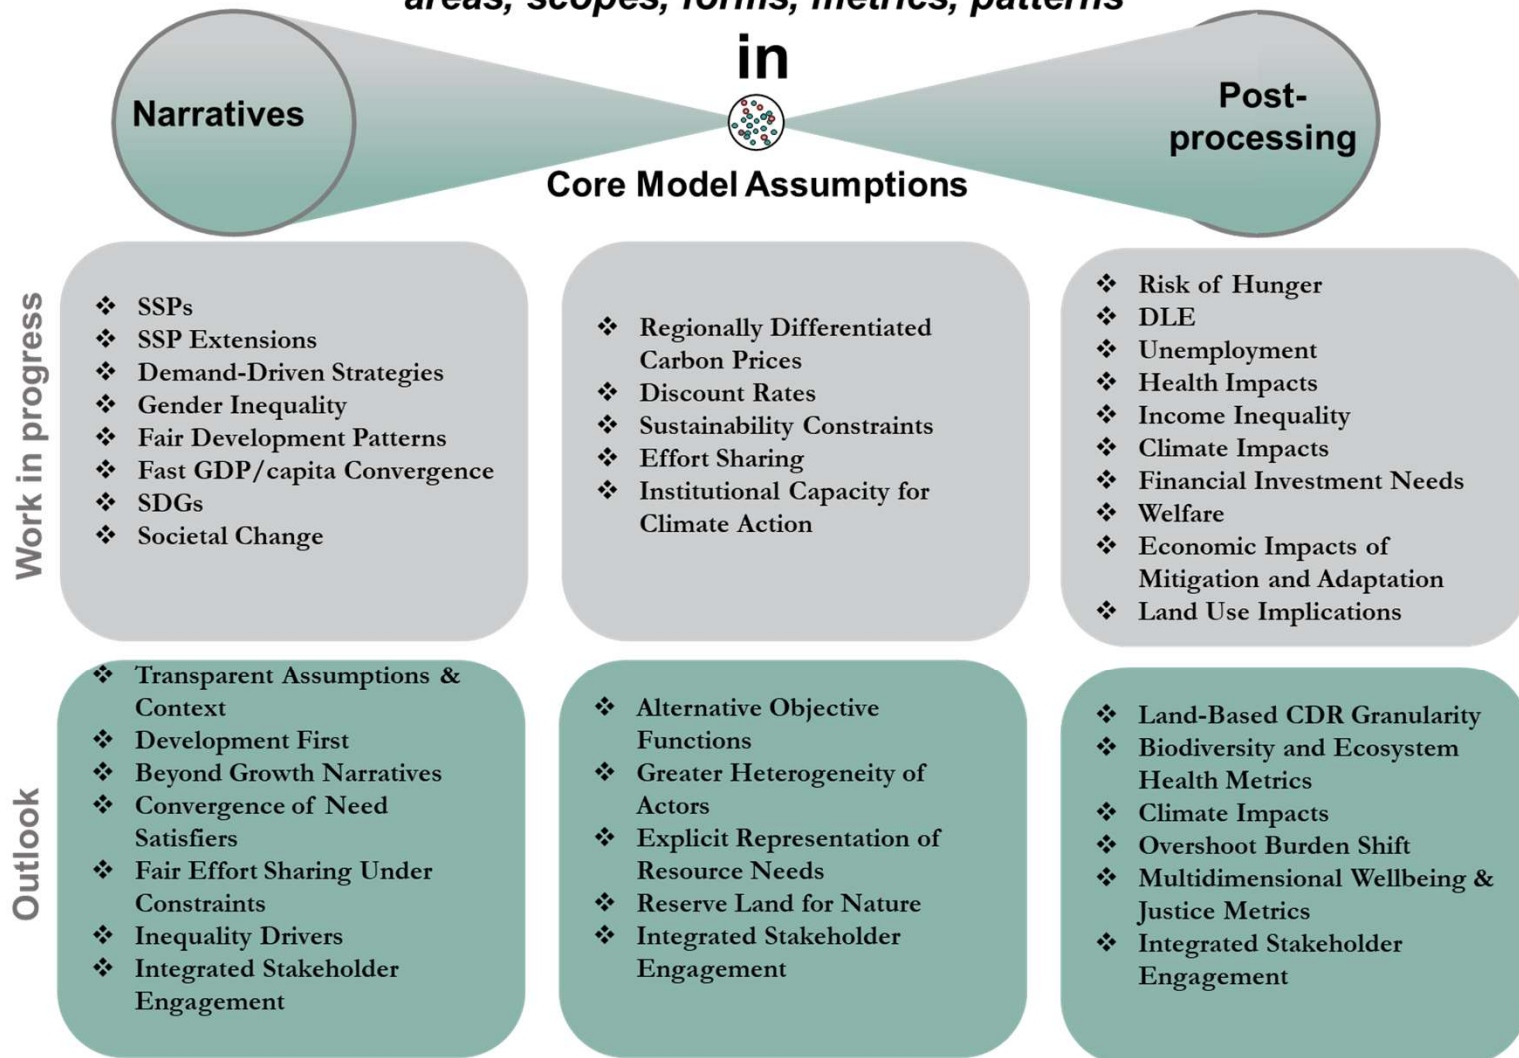 areas, scopes, forms, metrics, patterns
in
Narratives
Post-
processing
Core Model Assumptions
Work in progress
❖ SSPs
❖ SSP Extensions
❖ Demand-Driven Strategies
❖ Gender Inequality
❖ Fair Development Patterns
❖ Fast GDP/capita Convergence
❖ SDGs
❖ Societal Change
❖ Regionally Differentiated
Carbon Prices
❖ Discount Rates
❖ Sustainability Constraints
❖ Effort Sharing
❖ Institutional Capacity for
Climate Action
❖ Risk of Hunger
❖ DLE
❖ Unemployment
❖ Health Impacts
❖ Income Inequality
❖ Climate Impacts
❖ Financial Investment Needs
❖ Welfare
❖ Economic Impacts of
Mitigation and Adaptation
❖ Land Use Implications
Outlook
❖ Transparent Assumptions &
Context
❖ Development First
❖ Beyond Growth Narratives
❖ Convergence of Need
Satisfiers
❖ Fair Effort Sharing Under
Constraints
❖ Inequality Drivers
❖ Integrated Stakeholder
Engagement
❖ Alternative Objective
Functions
❖ Greater Heterogeneity of
Actors
❖ Explicit Representation of
Resource Needs
❖ Reserve Land for Nature
❖ Integrated Stakeholder
Engagement
❖ Land-Based CDR Granularity
❖ Biodiversity and Ecosystem
Health Metrics
❖ Climate Impacts
❖ Overshoot Burden Shift
❖ Multidimensional Wellbeing &
Justice Metrics
❖ Integrated Stakeholder
Engagement